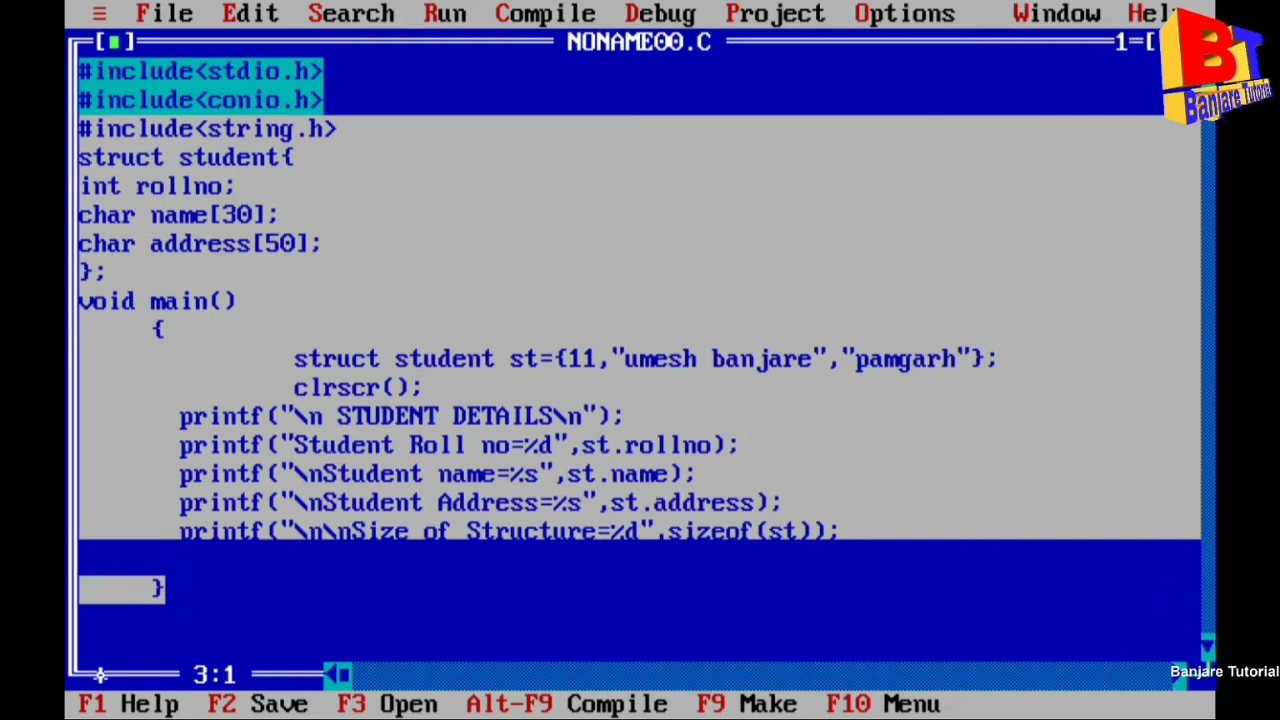 ≡ File Edit Search Run Compile Debug Project Options Window Hel
[■] NONAME00.C 1=[
BT
Banjare Tutorial
#include<stdio.h>
#include<conio.h>
#include<string.h>
struct student{
int rollno;
char name[30];
char address[50];
};
void main()
{
struct student st={11,"umesh banjare","pamgarh"};
clrscr();
printf("\n STUDENT DETAILS\n");
printf("Student Roll no=%d",st.rollno);
printf("\nStudent name=%s",st.name);
printf("\nStudent Address=%s",st.address);
printf("\n\nSize of Structure=%d",sizeof(st));
}
3:1
Banjare Tutorial
F1 Help F2 Save F3 Open Alt-F9 Compile F9 Make F10 Menu